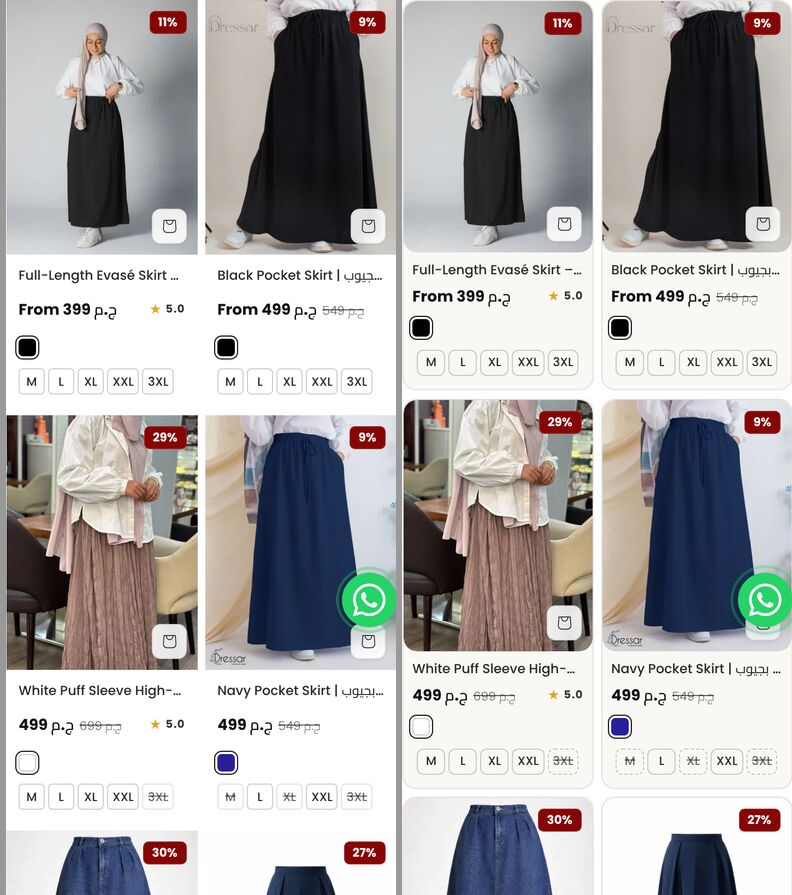 11%
Full-Length Evasé Skirt ...
From 399 ج.م
★ 5.0
M L XL XXL 3XL
Dressar
9%
Black Pocket Skirt | بجيوب...
From 499 ج.م 549 ج.م
M L XL XXL 3XL
29%
White Puff Sleeve High-...
499 ج.م 699 ج.م
★ 5.0
M L XL XXL 3XL
9%
Dressar
Navy Pocket Skirt | بجيوب...
499 ج.م 549 ج.م
M L XL XXL 3XL
30%
27%
11%
Full-Length Evasé Skirt –...
From 399 ج.م
★ 5.0
M L XL XXL 3XL
Dressar
9%
Black Pocket Skirt | بجيوب...
From 499 ج.م 549 ج.م
M L XL XXL 3XL
29%
White Puff Sleeve High-...
499 ج.م 699 ج.م
★ 5.0
M L XL XXL 3XL
9%
Dressar
Navy Pocket Skirt | بجيوب ...
499 ج.م 549 ج.م
M L XL XXL 3XL
30%
27%